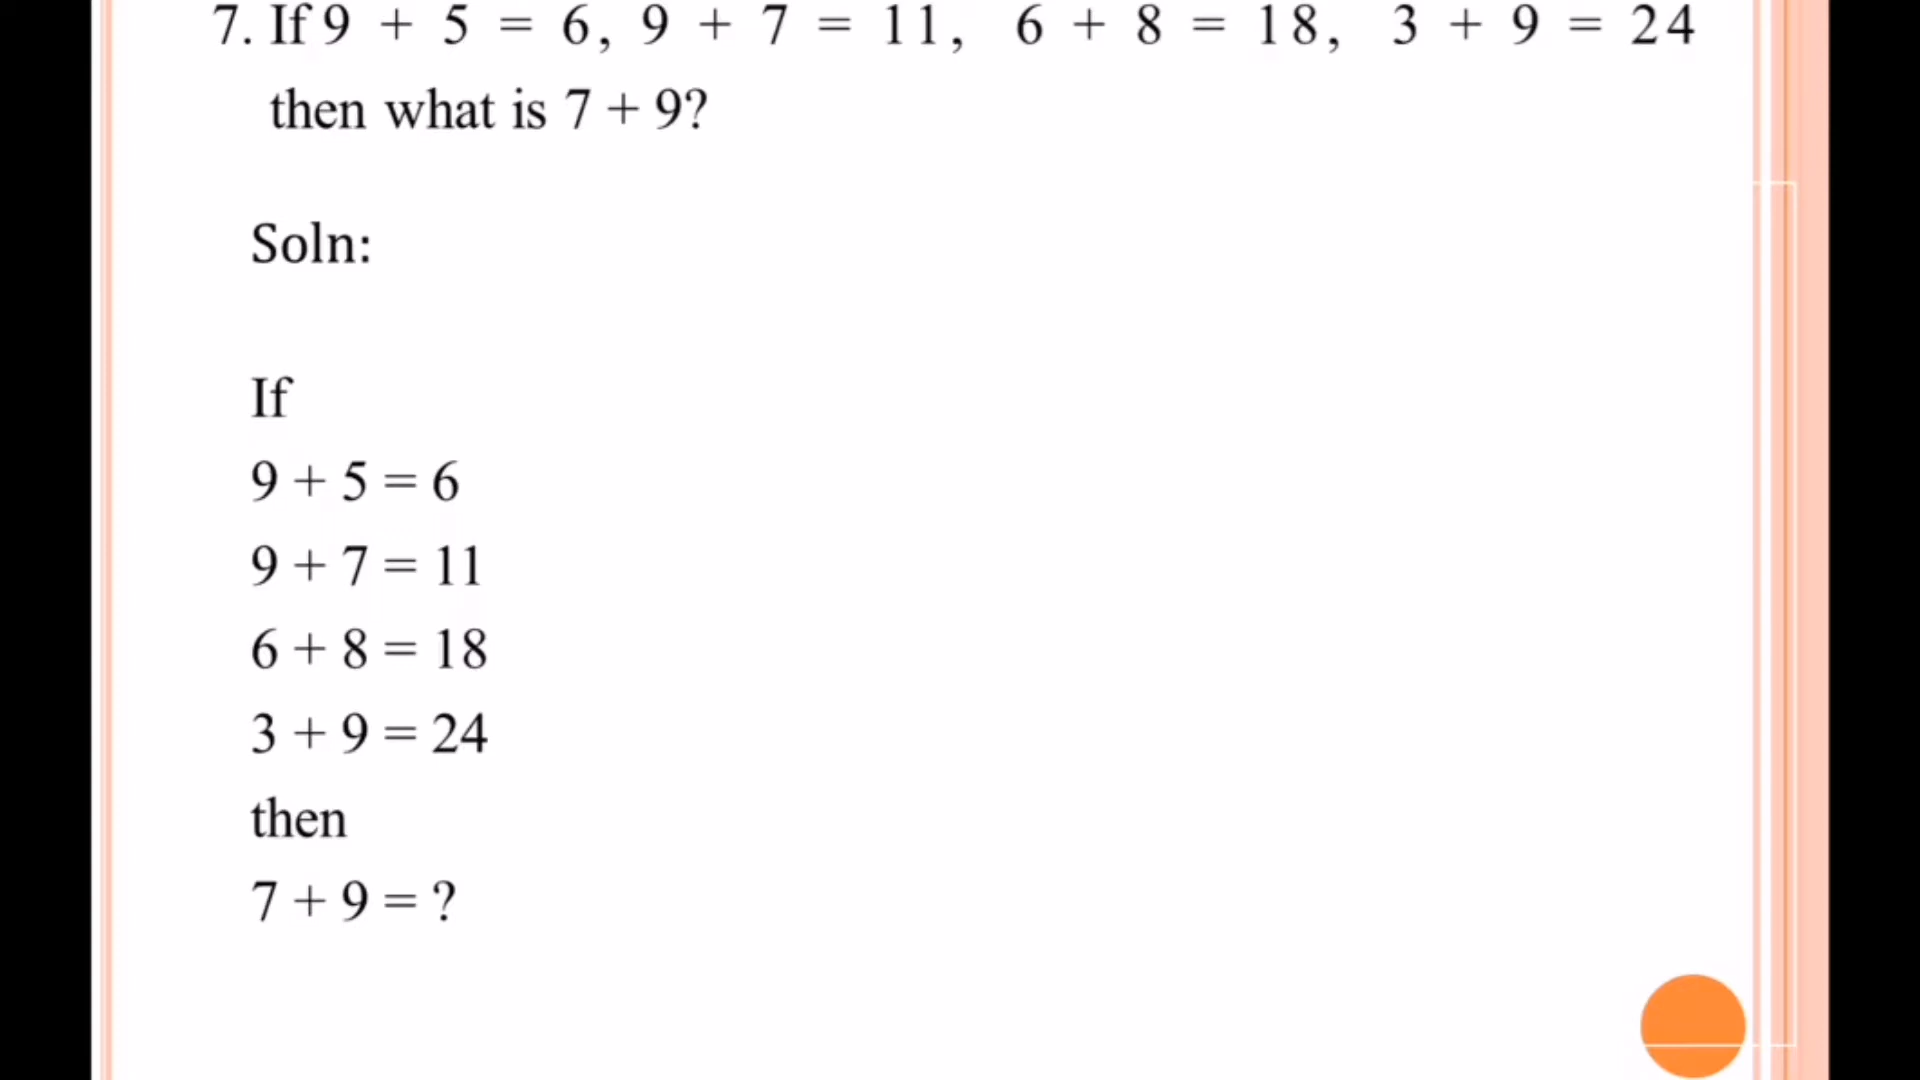 7. If 9 + 5 = 6, 9 + 7 = 11, 6 + 8 = 18, 3 + 9 = 24
then what is 7 + 9?
Soln:
If
9 + 5 = 6
9 + 7 = 11
6 + 8 = 18
3 + 9 = 24
then
7 + 9 = ?